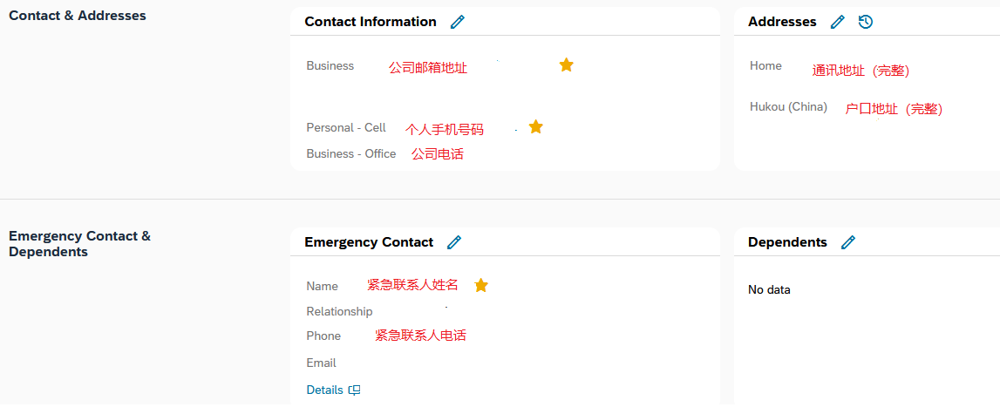 Contact & Addresses
Contact Information
Business 公司邮箱地址
Personal - Cell 个人手机号码
Business - Office 公司电话
Addresses
Home 通讯地址（完整）
Hukou (China) 户口地址（完整）
Emergency Contact &
Dependents
Emergency Contact
Name 紧急联系人姓名
Relationship
Phone 紧急联系人电话
Email
Details
Dependents
No data